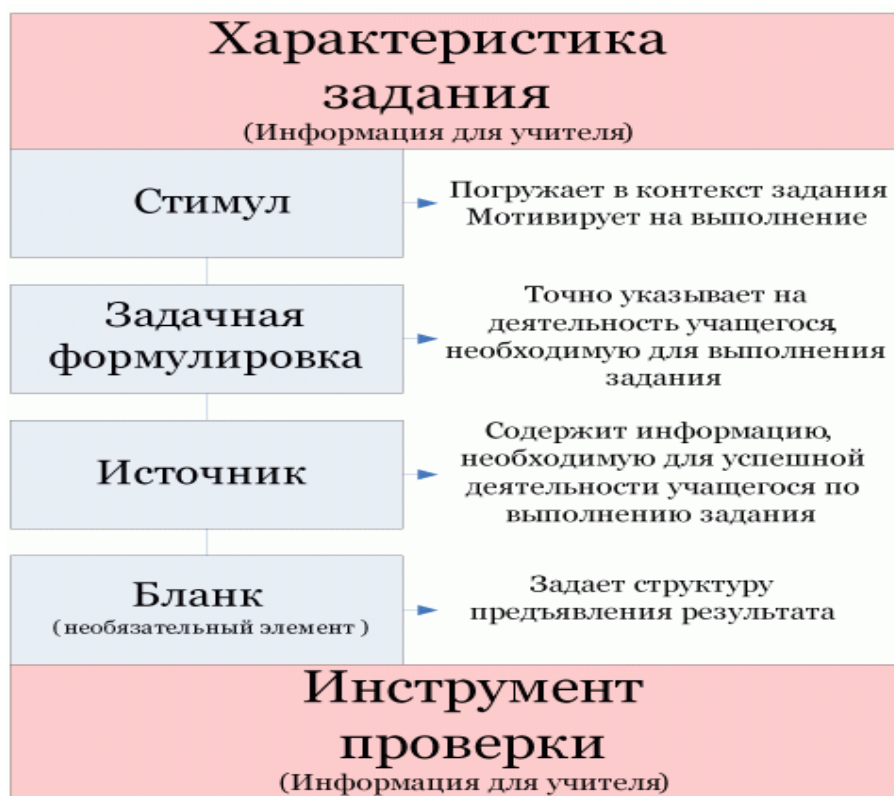 Характеристика
задания
(Информация для учителя)
Стимул
Погружает в контекст задания
Мотивирует на выполнение
Задачная
формулировка
Точно указывает на
деятельность учащегося,
необходимую для выполнения
задания
Источник
Содержит информацию,
необходимую для успешной
деятельности учащегося по
выполнению задания
Бланк
(необязательный элемент )
Задает структуру
предъявления результата
Инструмент
проверки
(Информация для учителя)